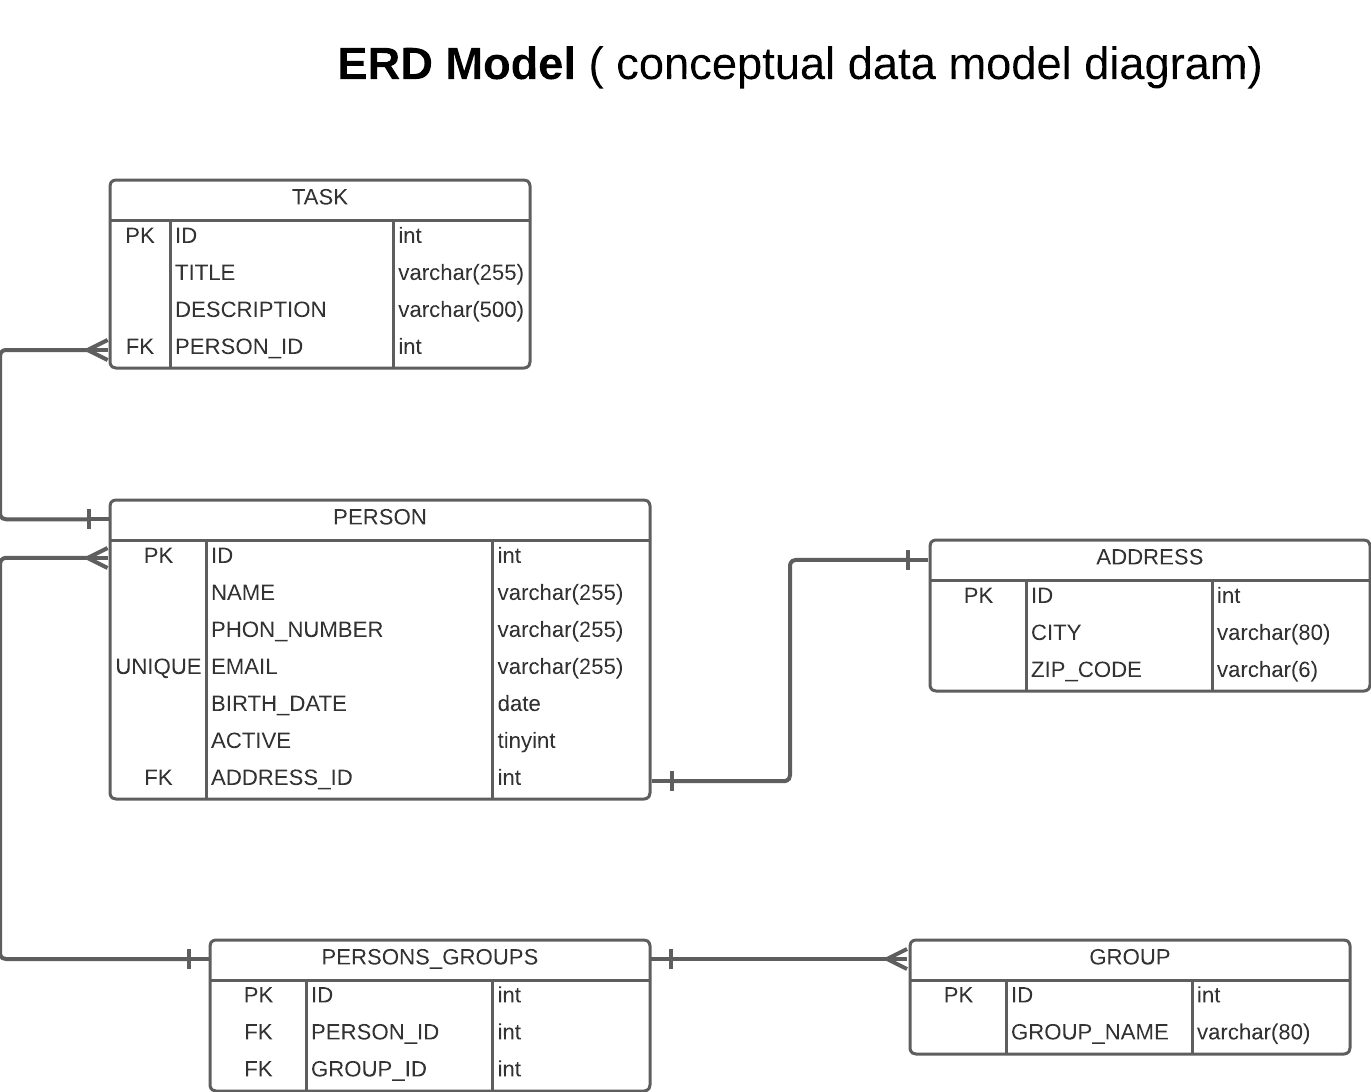 ERD Model ( conceptual data model diagram)
TASK
PK ID int
TITLE varchar(255)
DESCRIPTION varchar(500)
FK PERSON_ID int
PERSON
PK ID int
NAME varchar(255)
PHON_NUMBER varchar(255)
UNIQUE EMAIL varchar(255)
BIRTH_DATE date
ACTIVE tinyint
FK ADDRESS_ID int
ADDRESS
PK ID int
CITY varchar(80)
ZIP_CODE varchar(6)
PERSONS_GROUPS
PK ID int
FK PERSON_ID int
FK GROUP_ID int
GROUP
PK ID int
GROUP_NAME varchar(80)